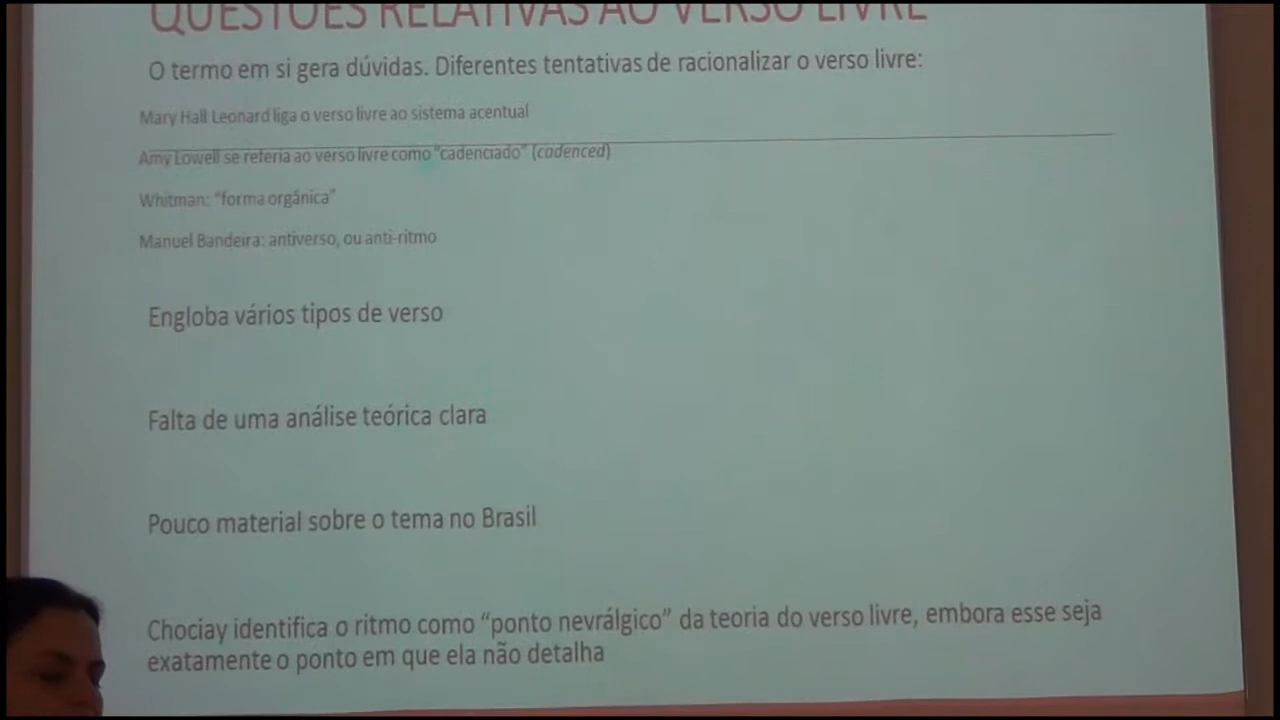 QUESTÕES RELATIVAS AO VERSO LIVRE
O termo em si gera dúvidas. Diferentes tentativas de racionalizar o verso livre:
Mary Hall Leonard liga o verso livre ao sistema acentual
Amy Lowell se referia ao verso livre como "cadenciado" (cadenced)
Whitman: "forma orgânica"
Manuel Bandeira: antiverso, ou anti-ritmo
Engloba vários tipos de verso
Falta de uma análise teórica clara
Pouco material sobre o tema no Brasil
Chociay identifica o ritmo como "ponto nevrálgico" da teoria do verso livre, embora esse seja
exatamente o ponto em que ela não detalha